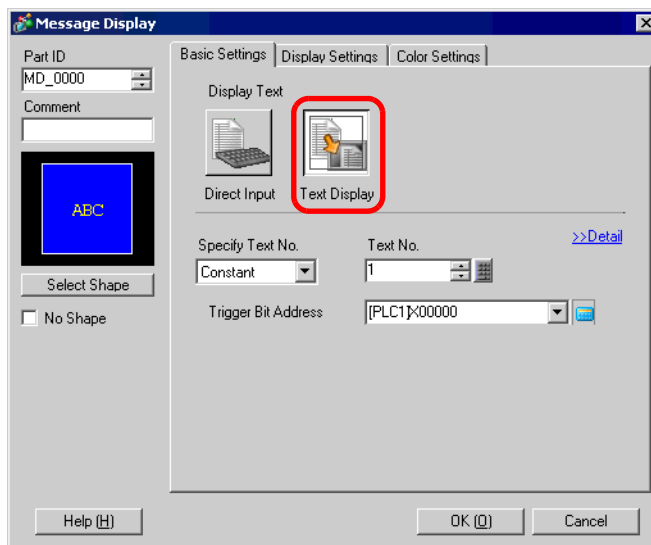 Message Display
Part ID
MD_0000
Comment
ABC
Select Shape
No Shape
Basic Settings
Display Settings
Color Settings
Display Text
Direct Input
Text Display
>>Detail
Specify Text No.
Text No.
Constant
1
Trigger Bit Address
[PLC1]X00000
Help (H)
OK (O)
Cancel